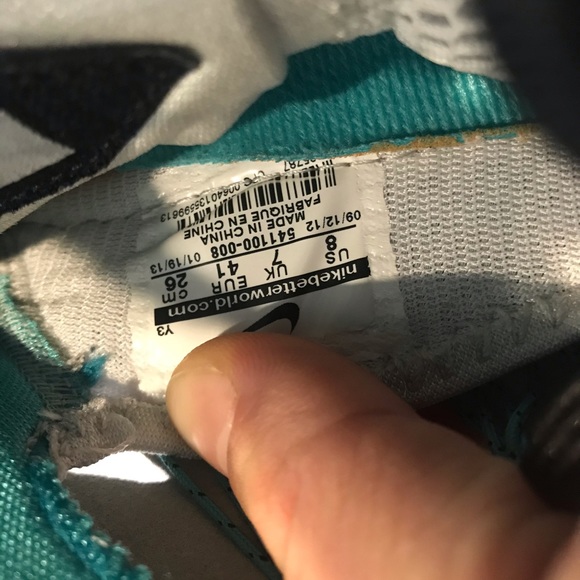 Y3
nikebetterworld.com
US UK EUR cm
8 7 41 26
541100-008
09/12/12 01/19/13
MADE IN CHINA
FABRIQUE EN CHINE